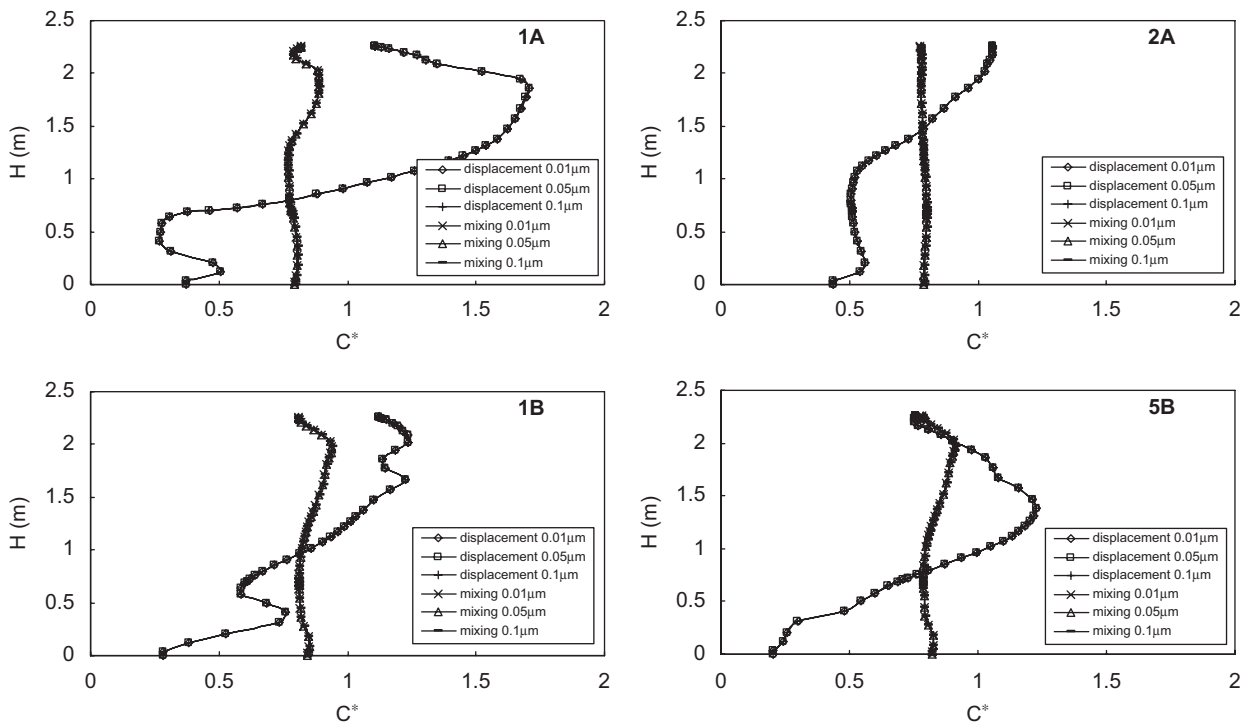 1A
H (m)
2.5
2
1.5
1
0.5
0
0
0.5
1
1.5
2
C*
displacement 0.01μm
displacement 0.05μm
displacement 0.1μm
mixing 0.01μm
mixing 0.05μm
mixing 0.1μm
2A
H (m)
2.5
2
1.5
1
0.5
0
0
0.5
1
1.5
2
C*
displacement 0.01μm
displacement 0.05μm
displacement 0.1μm
mixing 0.01μm
mixing 0.05μm
mixing 0.1μm
1B
H (m)
2.5
2
1.5
1
0.5
0
0
0.5
1
1.5
2
C*
displacement 0.01μm
displacement 0.05μm
displacement 0.1μm
mixing 0.01μm
mixing 0.05μm
mixing 0.1μm
5B
H (m)
2.5
2
1.5
1
0.5
0
0
0.5
1
1.5
2
C*
displacement 0.01μm
displacement 0.05μm
displacement 0.1μm
mixing 0.01μm
mixing 0.05μm
mixing 0.1μm